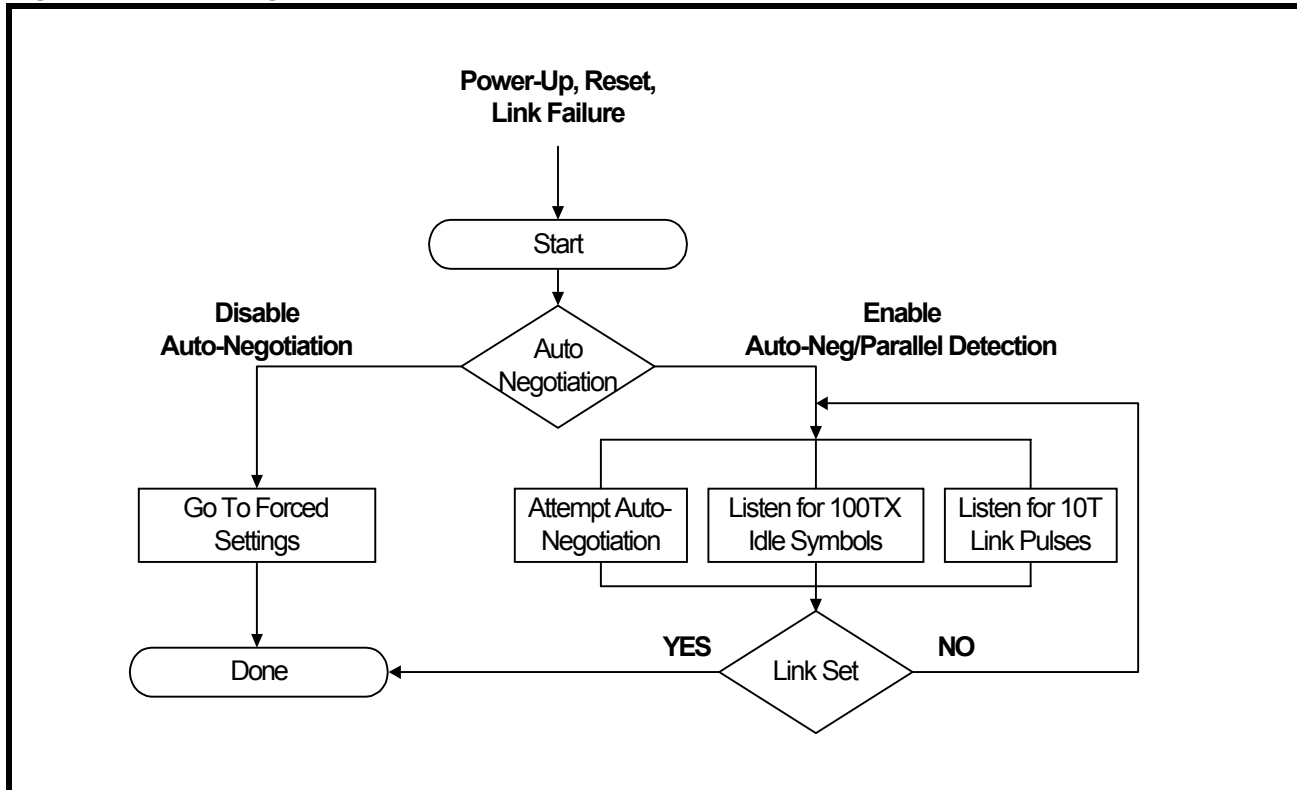 Power-Up, Reset,
Link Failure
Start
Disable
Auto-Negotiation
Enable
Auto-Neg/Parallel Detection
Auto
Negotiation
Go To Forced
Settings
Attempt Auto-
Negotiation
Listen for 100TX
Idle Symbols
Listen for 10T
Link Pulses
YES
NO
Link Set
Done